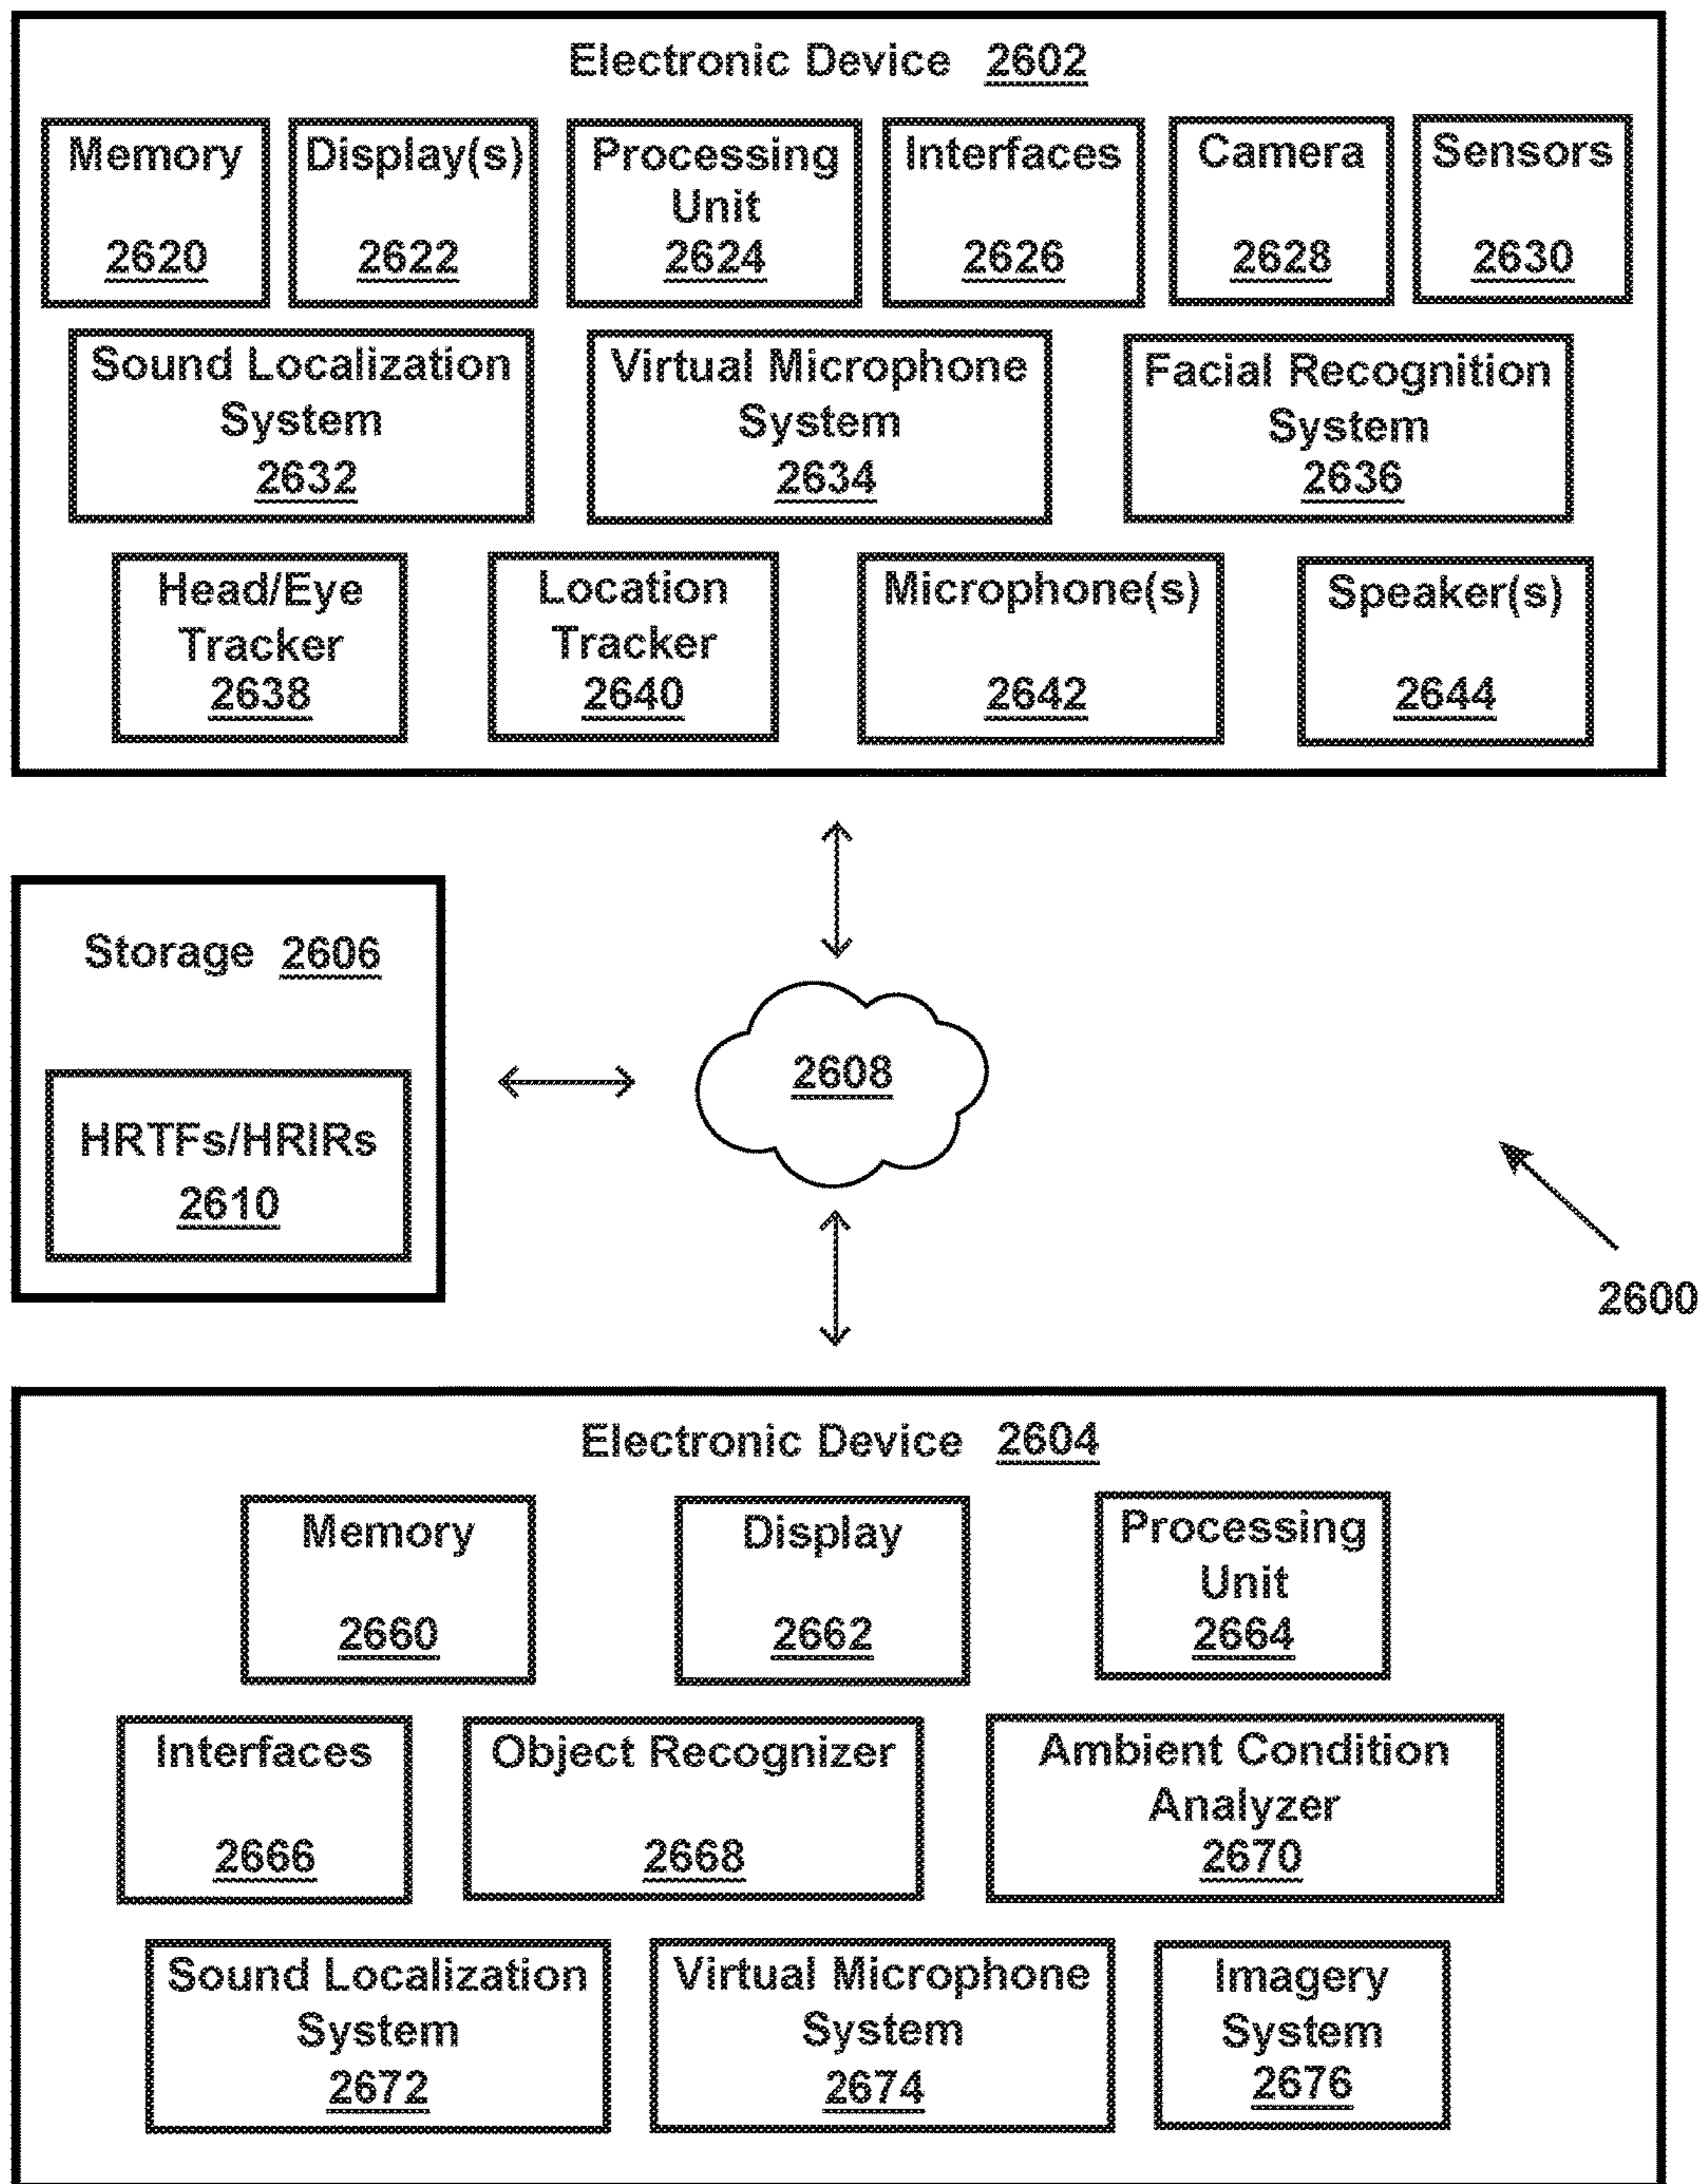 Electronic Device 2602
Memory
2620
Display(s)
2622
Processing
Unit
2624
Interfaces
2626
Camera
2628
Sensors
2630
Sound Localization
System
2632
Virtual Microphone
System
2634
Facial Recognition
System
2636
Head/Eye
Tracker
2638
Location
Tracker
2640
Microphone(s)
2642
Speaker(s)
2644
Storage 2606
HRTFs/HRIRs
2610
2608
2600
Electronic Device 2604
Memory
2660
Display
2662
Processing
Unit
2664
Interfaces
2666
Object Recognizer
2668
Ambient Condition
Analyzer
2670
Sound Localization
System
2672
Virtual Microphone
System
2674
Imagery
System
2676